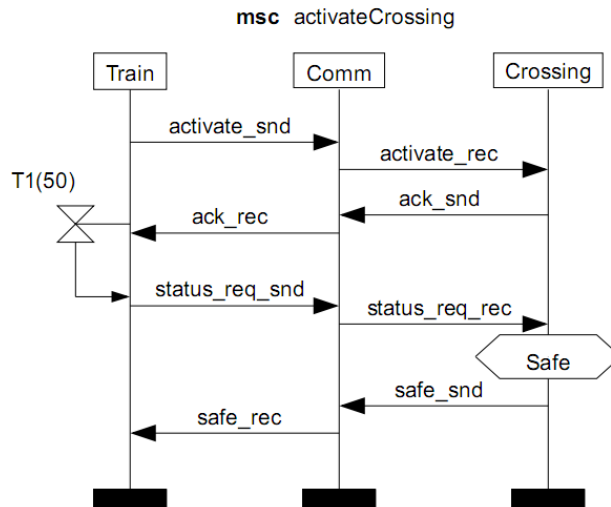 msc activateCrossing
Train Comm Crossing
activate_snd
activate_rec
T1(50)
ack_snd
ack_rec
status_req_snd
status_req_rec
Safe
safe_snd
safe_rec